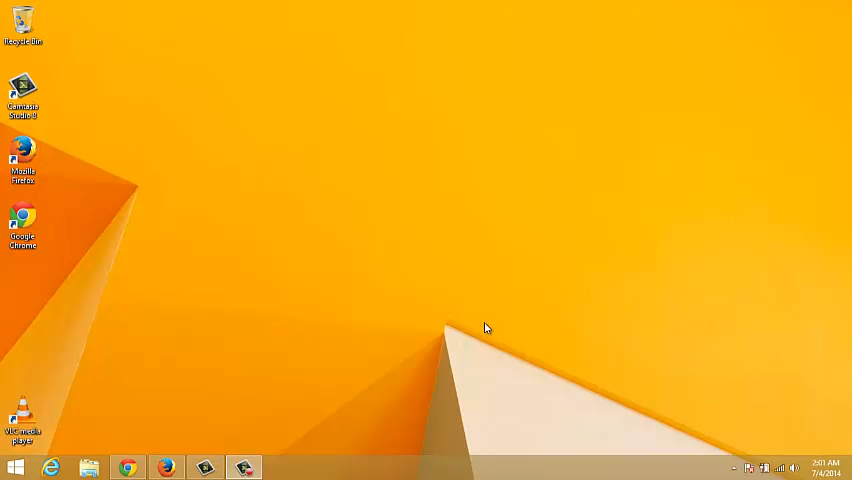 Recycle Bin
Camtasia
Studio 8
Mozilla
Firefox
Google
Chrome
VLC media
player
2:01 AM
7/4/2014